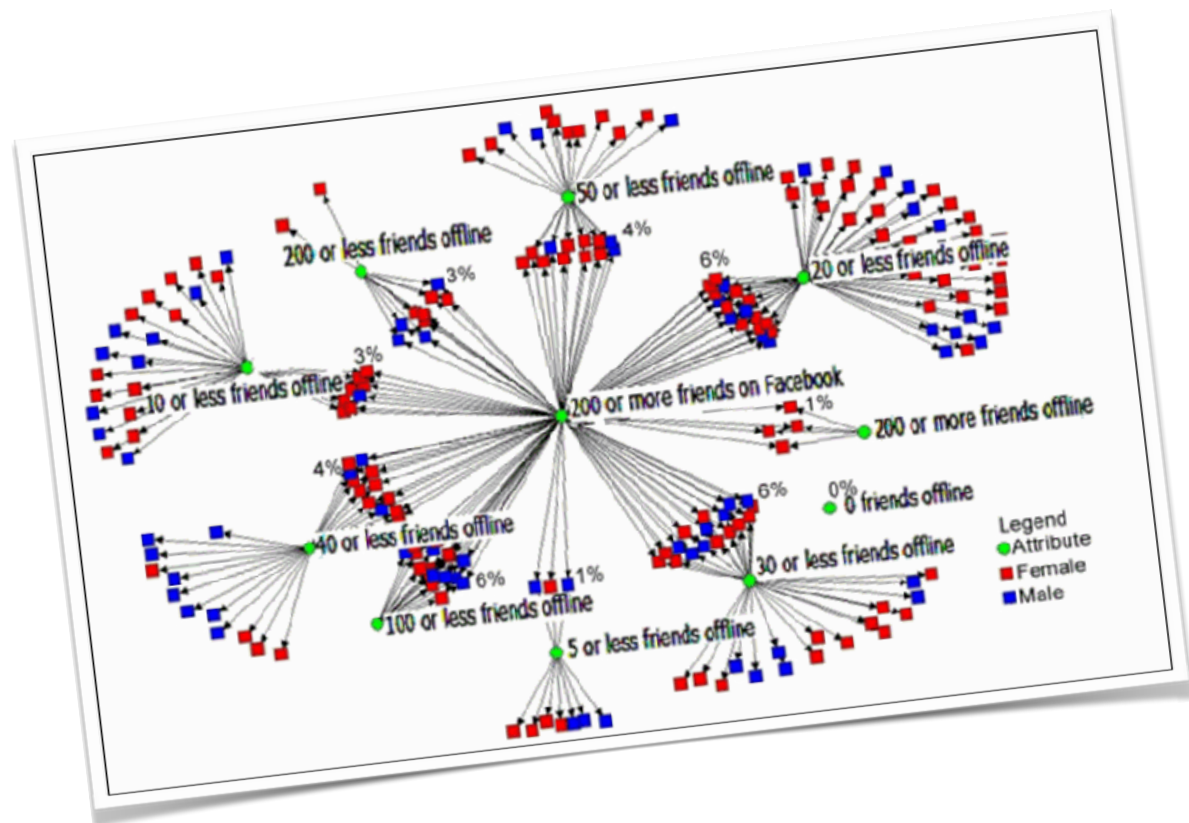 50 or less friends offline
4%
200 or less friends offline
3%
6%
20 or less friends offline
3%
10 or less friends offline
200 or more friends on Facebook
1%
200 or more friends offline
4%
40 or less friends offline
6%
0%
0 friends offline
Legend
Attribute
Female
Male
30 or less friends offline
6%
100 or less friends offline
1%
5 or less friends offline